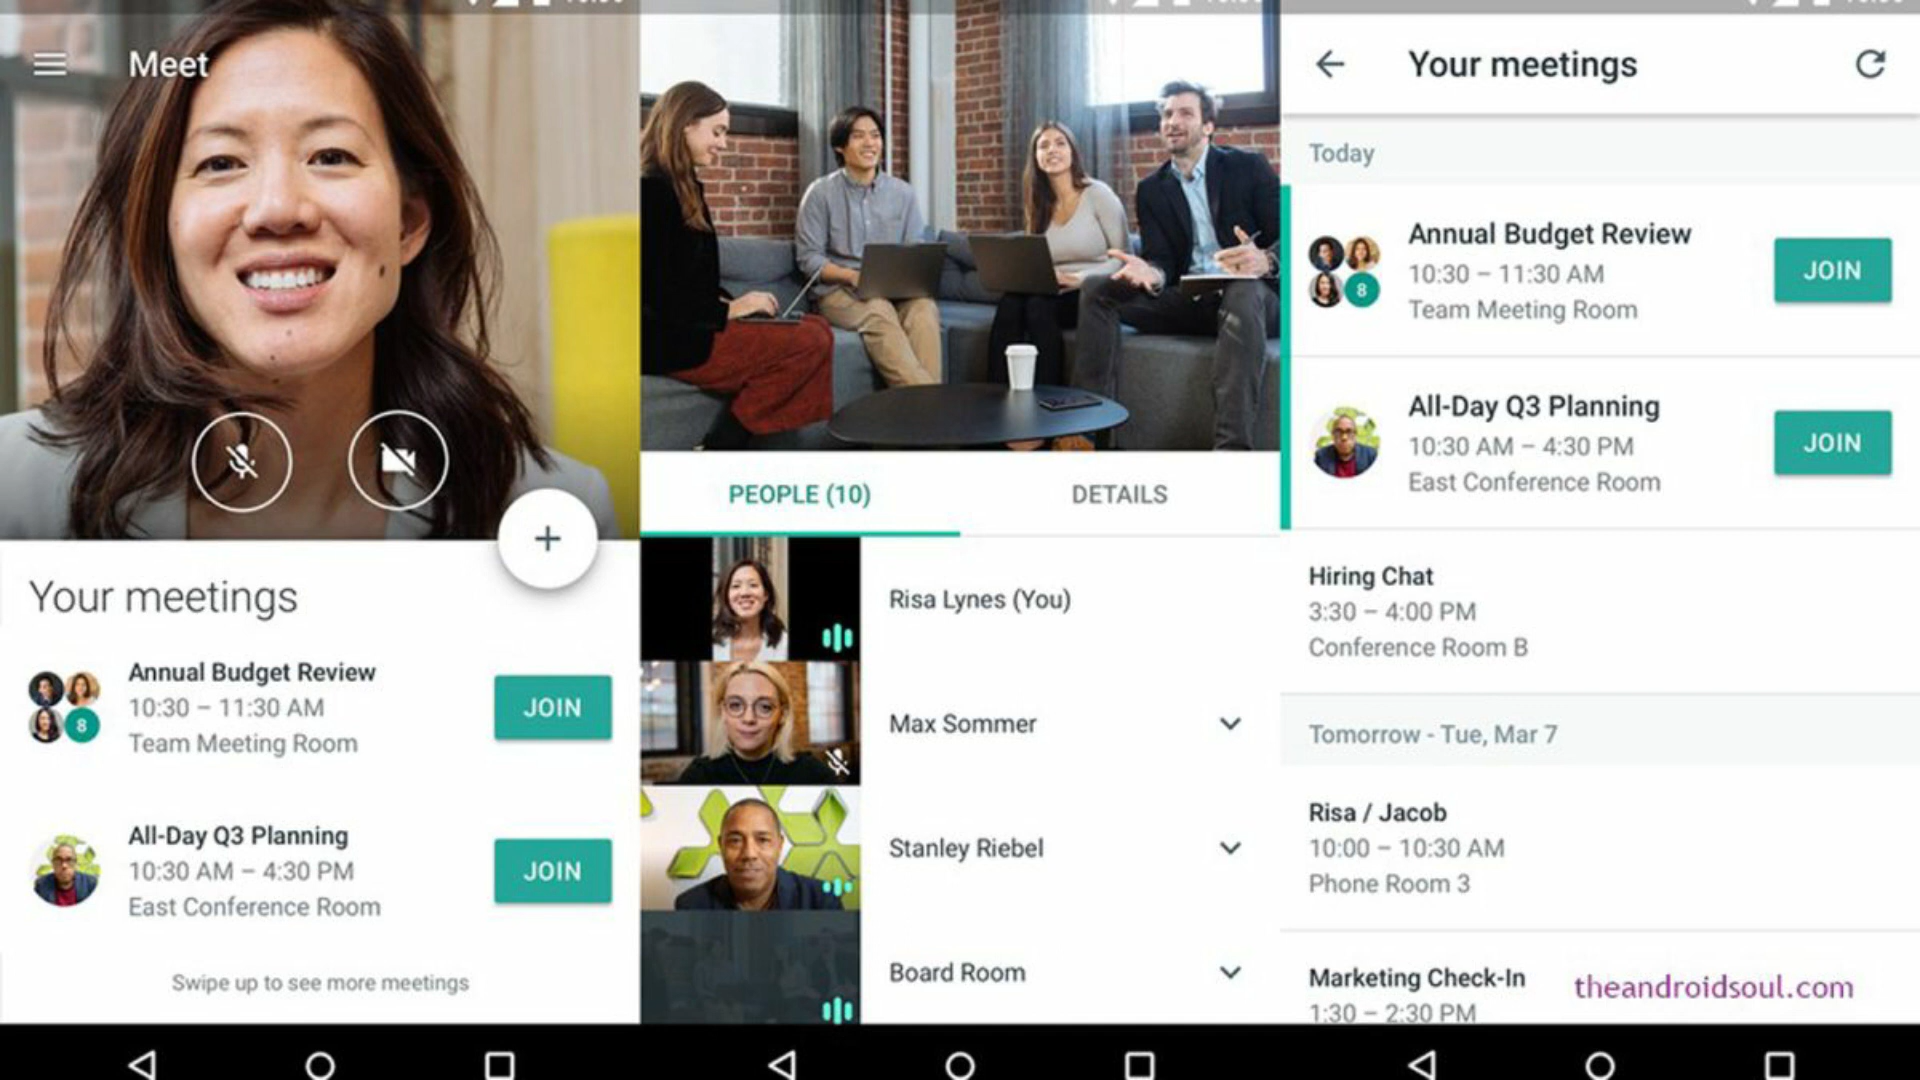 Meet
Your meetings
Annual Budget Review
10:30 – 11:30 AM
Team Meeting Room
8
JOIN
All-Day Q3 Planning
10:30 AM – 4:30 PM
East Conference Room
JOIN
Swipe up to see more meetings
PEOPLE (10)
DETAILS
Risa Lynes (You)
Max Sommer
Stanley Riebel
Board Room
Your meetings
Today
Annual Budget Review
10:30 – 11:30 AM
Team Meeting Room
8
JOIN
All-Day Q3 Planning
10:30 AM – 4:30 PM
East Conference Room
JOIN
Hiring Chat
3:30 – 4:00 PM
Conference Room B
Tomorrow - Tue, Mar 7
Risa / Jacob
10:00 – 10:30 AM
Phone Room 3
Marketing Check-In
1:30 – 2:30 PM
theandroidsoul.com